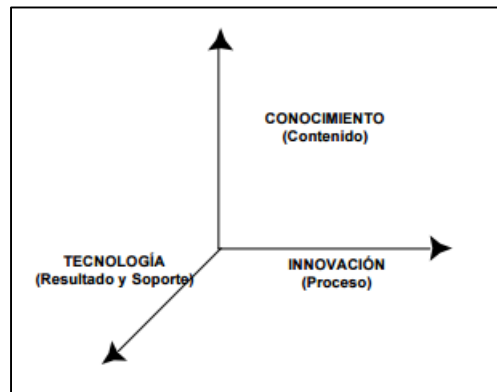 CONOCIMIENTO
(Contenido)
TECNOLOGÍA
(Resultado y Soporte)
INNOVACIÓN
(Proceso)